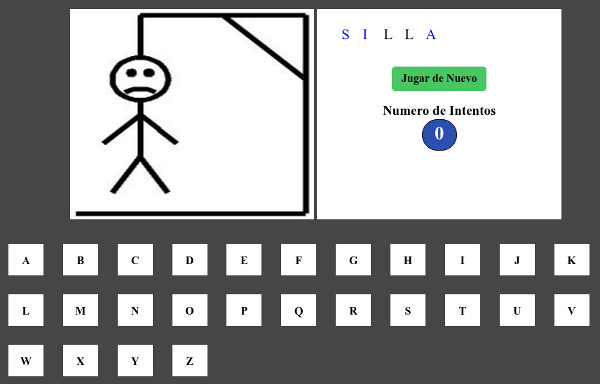 S I L L A
Jugar de Nuevo
Numero de Intentos
0
A B C D E F G H I J K
L M N O P Q R S T U V
W X Y Z